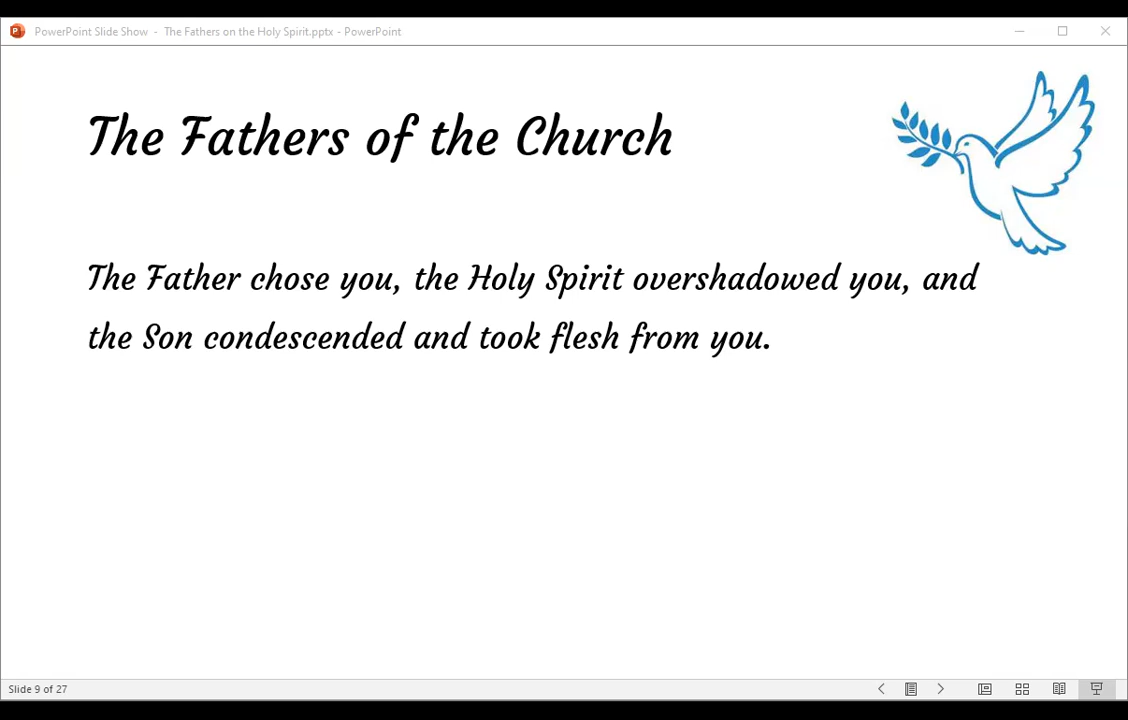 PowerPoint Slide Show - The Fathers on the Holy Spirit.pptx - PowerPoint
The Fathers of the Church
The Father chose you, the Holy Spirit overshadowed you, and
the Son condescended and took flesh from you.
Slide 9 of 27